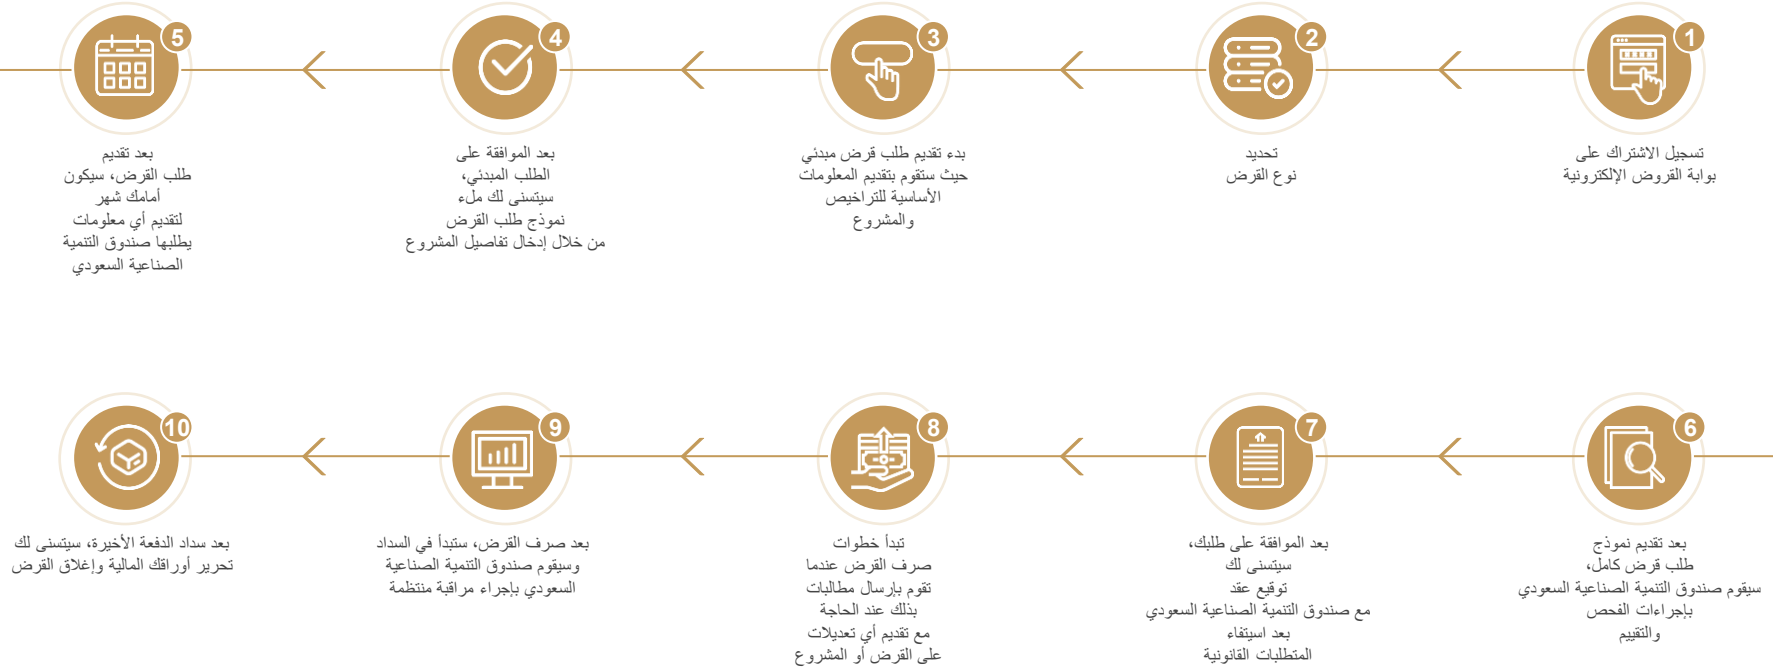 1
تسجيل الاشتراك على
بوابة القروض الإلكترونية
2
تحديد
نوع القرض
3
بدء تقديم طلب قرض مبدئي
حيث ستقوم بتقديم المعلومات
الأساسية للتراخيص
والمشروع
4
بعد الموافقة على
الطلب المبدئي،
سيتسنى لك ملء
نموذج طلب القرض
من خلال إدخال تفاصيل المشروع
5
بعد تقديم
طلب القرض، سيكون
أمامك شهر
لتقديم أي معلومات
يطلبها صندوق التنمية
الصناعية السعودي
6
بعد تقديم نموذج
طلب قرض كامل،
سيقوم صندوق التنمية الصناعية السعودي
بإجراءات الفحص
والتقييم
7
بعد الموافقة على طلبك،
سيتسنى لك
توقيع عقد
مع صندوق التنمية الصناعية السعودي
بعد استيفاء
المتطلبات القانونية
8
تبدأ خطوات
صرف القرض عندما
تقوم بإرسال مطالبات
بذلك عند الحاجة
مع تقديم أي تعديلات
على القرض أو المشروع
9
بعد صرف القرض، ستبدأ في السداد
وسيقوم صندوق التنمية الصناعية
السعودي بإجراء مراقبة منتظمة
10
بعد سداد الدفعة الأخيرة، سيتسنى لك
تحرير أوراقك المالية وإغلاق القرض